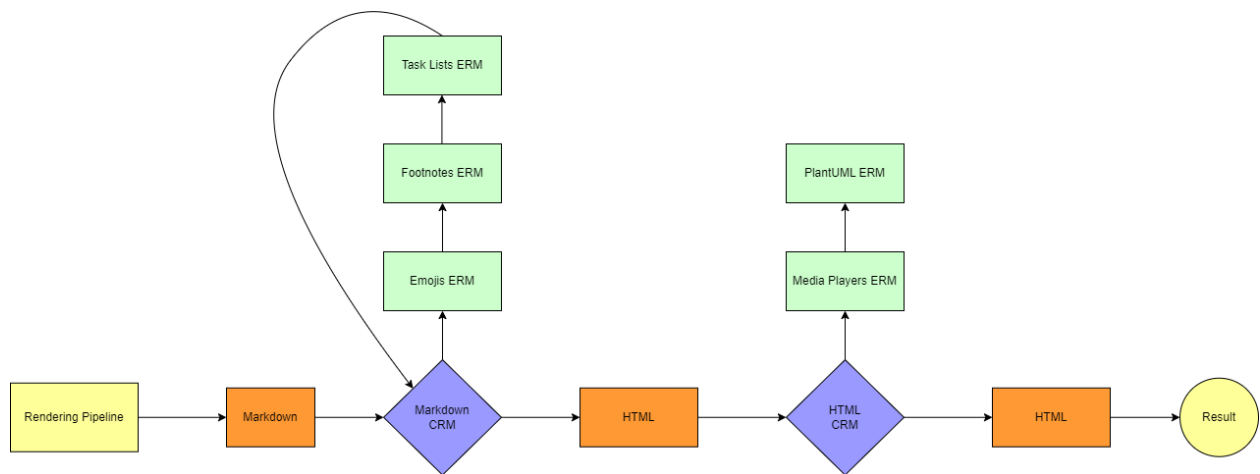 Task Lists ERM
Footnotes ERM
PlantUML ERM
Emojis ERM
Media Players ERM
Rendering Pipeline
Markdown
Markdown
CRM
HTML
HTML
CRM
HTML
Result